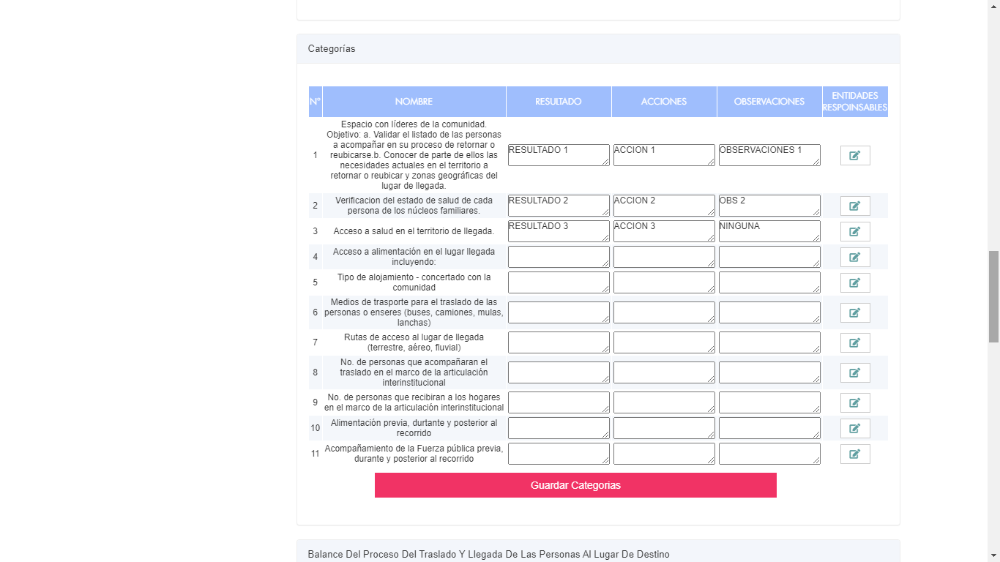 Categorías
N° NOMBRE RESULTADO ACCIONES OBSERVACIONES ENTIDADES
RESPOINSABLES
Espacio con líderes de la comunidad.
Objetivo: a. Validar el listado de las personas
a acompañar en su proceso de retornar o
1 reubicarse.b. Conocer de parte de ellos las RESULTADO 1 ACCION 1 OBSERVACIONES 1
necesidades actuales en el territorio a
retornar o reubicar y zonas geográficas del
lugar de llegada.
2 Verificacion del estado de salud de cada RESULTADO 2 ACCION 2 OBS 2
persona de los núcleos familiares.
3 Acceso a salud en el territorio de llegada. RESULTADO 3 ACCION 3 NINGUNA
4 Acceso a alimentación en el lugar llegada
incluyendo:
5 Tipo de alojamiento - concertado con la
comunidad
Medios de trasporte para el traslado de las
6 personas o enseres (buses, camiones, mulas,
lanchas)
7 Rutas de acceso al lugar de llegada
(terrestre, aéreo, fluvial)
No. de personas que acompañaran el
8 traslado en el marco de la articulación
interinstitucional
9 No. de personas que recibiran a los hogares
en el marco de la articulación interinstitucional
10 Alimentación previa, durtante y posterior al
recorrido
11 Acompañamiento de la Fuerza pública previa,
durante y posterior al recorrido
Guardar Categorias
Balance Del Proceso Del Traslado Y Llegada De Las Personas Al Lugar De Destino